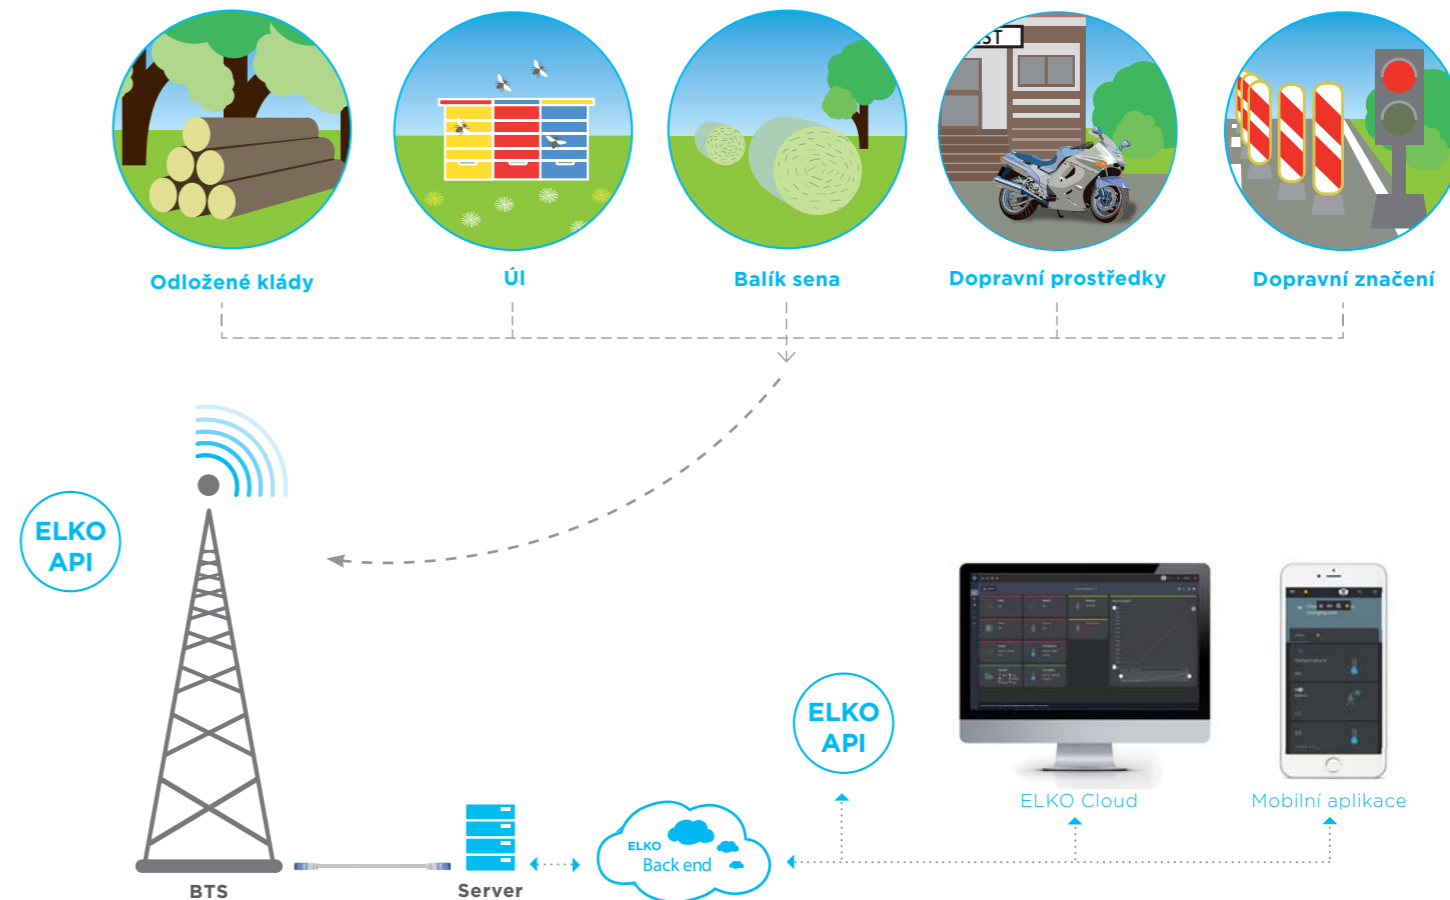 ST
Odložené klády
Úl
Balík sena
Dopravní prostředky
Dopravní značení
ELKO
API
ELKO
API
ELKO Cloud
Mobilní aplikace
ELKO
Back end
BTS
Server